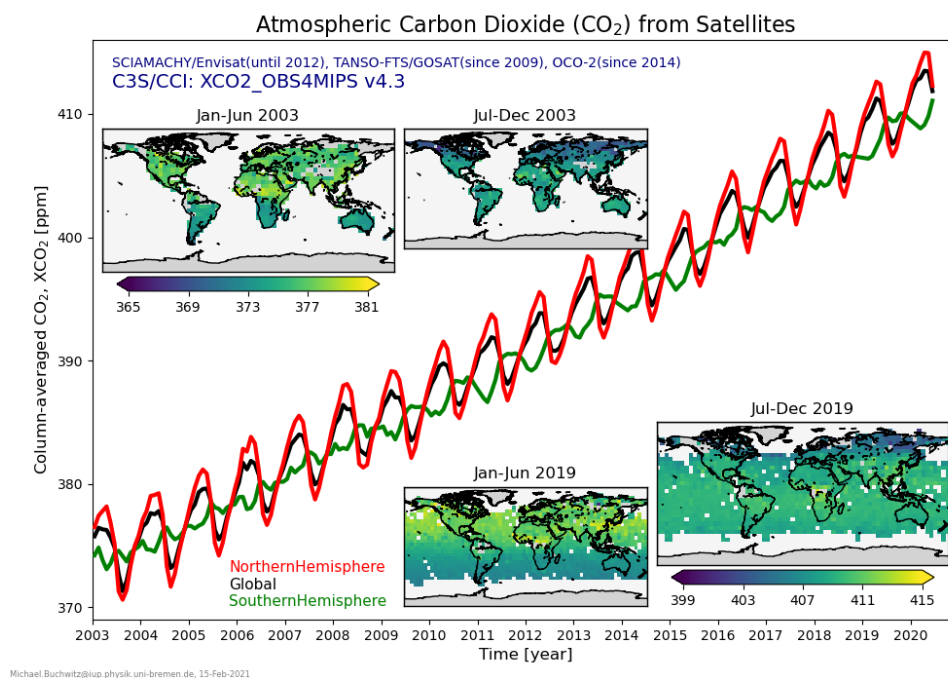 Atmospheric Carbon Dioxide (CO₂) from Satellites
SCIAMACHY/Envisat(until 2012), TANSO-FTS/GOSAT(since 2009), OCO-2(since 2014)
C3S/CCI: XCO2_OBS4MIPS v4.3
Jan-Jun 2003
Jul-Dec 2003
365 369 373 377 381
Column-averaged CO₂, XCO₂ [ppm]
410
400
390
380
370
Jul-Dec 2019
Jan-Jun 2019
399 403 407 411 415
NorthernHemisphere
Global
SouthernHemisphere
2003 2004 2005 2006 2007 2008 2009 2010 2011 2012 2013 2014 2015 2016 2017 2018 2019 2020
Time [year]
Michael.Buchwitz@iup.physik.uni-bremen.de, 15-Feb-2021